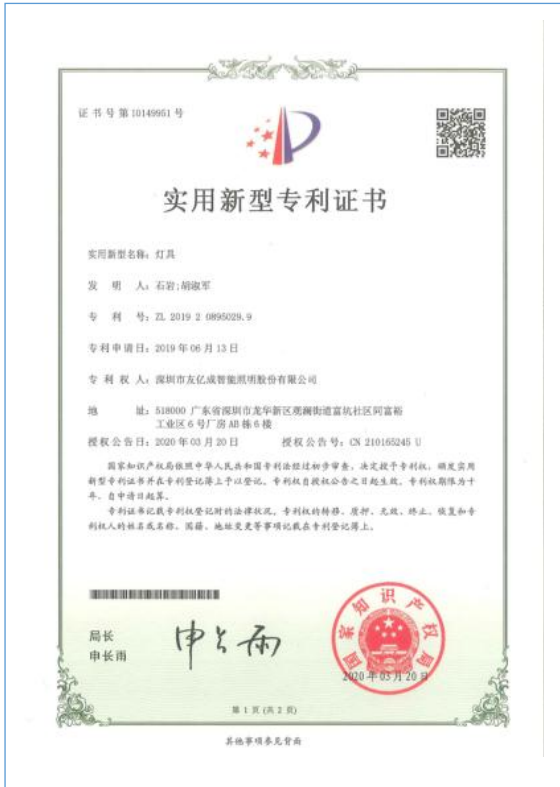 证书号第10149951号
实用新型专利证书
实用新型名称：灯具
发明人：石岩;胡淑军
专利号：ZL 2019 2 0895029.9
专利申请日：2019年06月13日
专利权人：深圳市友亿成智能照明股份有限公司
地址：518000 广东省深圳市龙华新区观澜街道富坑社区同富裕
工业区6号厂房AB栋6楼
授权公告日：2020年03月20日 授权公告号：CN 210165245 U
国家知识产权局依照中华人民共和国专利法经过初步审查，决定授予专利权，颁发实用
新型专利证书并在专利登记簿上予以登记。专利权自授权公告之日起生效。专利权期限为十
年，自申请日起算。
专利证书记载专利权登记时的法律状况。专利权的转移、质押、无效、终止、恢复和专
利权人的姓名或名称、国籍、地址变更等事项记载在专利登记簿上。
局长
申长雨
申长雨
国家知识产权局
2020年03月20日
第1页(共2页)
其他事项参见背面